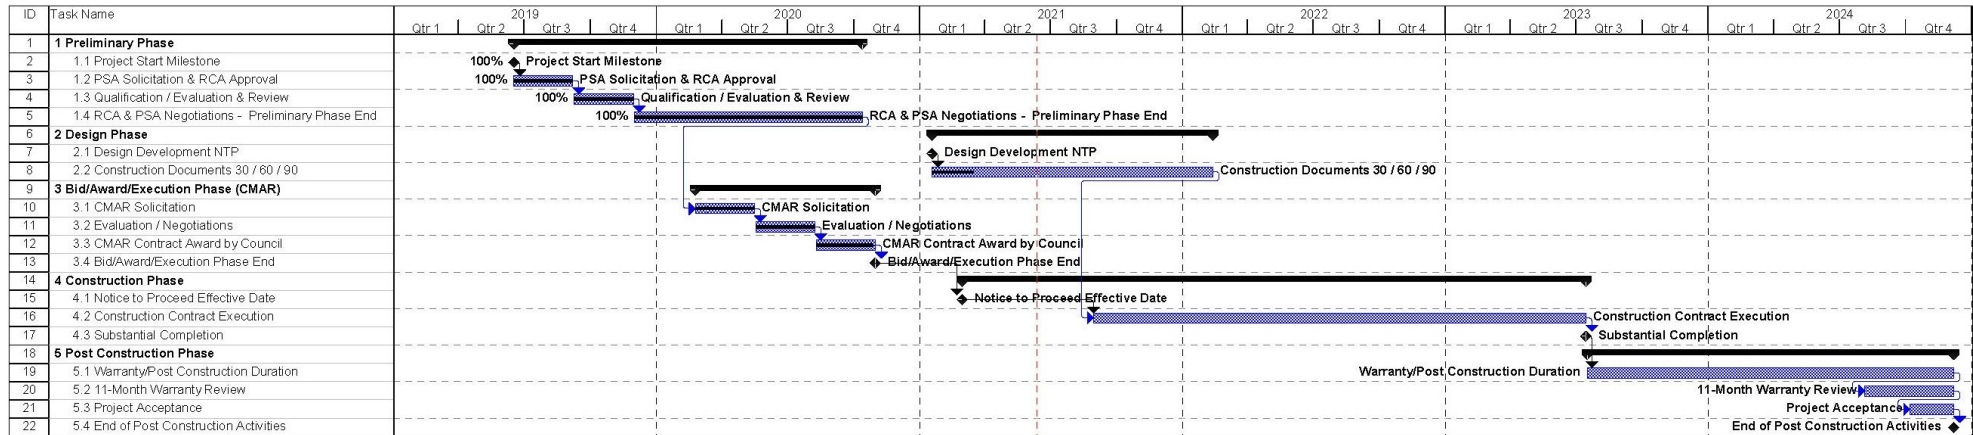 ID Task Name 2019 2020 2021 2022 2023 2024
Qtr 1 Qtr 2 Qtr 3 Qtr 4 Qtr 1 Qtr 2 Qtr 3 Qtr 4 Qtr 1 Qtr 2 Qtr 3 Qtr 4 Qtr 1 Qtr 2 Qtr 3 Qtr 4 Qtr 1 Qtr 2 Qtr 3 Qtr 4 Qtr 1 Qtr 2 Qtr 3 Qtr 4
1 1 Preliminary Phase
2 1.1 Project Start Milestone 100% Project Start Milestone
3 1.2 PSA Solicitation & RCA Approval 100% PSA Solicitation & RCA Approval
4 1.3 Qualification / Evaluation & Review 100% Qualification / Evaluation & Review
5 1.4 RCA & PSA Negotiations - Preliminary Phase End 100% RCA & PSA Negotiations - Preliminary Phase End
6 2 Design Phase
7 2.1 Design Development NTP Design Development NTP
8 2.2 Construction Documents 30 / 60 / 90 Construction Documents 30 / 60 / 90
9 3 Bid/Award/Execution Phase (CMAR)
10 3.1 CMAR Solicitation CMAR Solicitation
11 3.2 Evaluation / Negotiations Evaluation / Negotiations
12 3.3 CMAR Contract Award by Council CMAR Contract Award by Council
13 3.4 Bid/Award/Execution Phase End Bid/Award/Execution Phase End
14 4 Construction Phase
15 4.1 Notice to Proceed Effective Date Notice to Proceed Effective Date
16 4.2 Construction Contract Execution Construction Contract Execution
17 4.3 Substantial Completion Substantial Completion
18 5 Post Construction Phase
19 5.1 Warranty/Post Construction Duration Warranty/Post Construction Duration
20 5.2 11-Month Warranty Review 11-Month Warranty Review
21 5.3 Project Acceptance Project Acceptance
22 5.4 End of Post Construction Activities End of Post Construction Activities